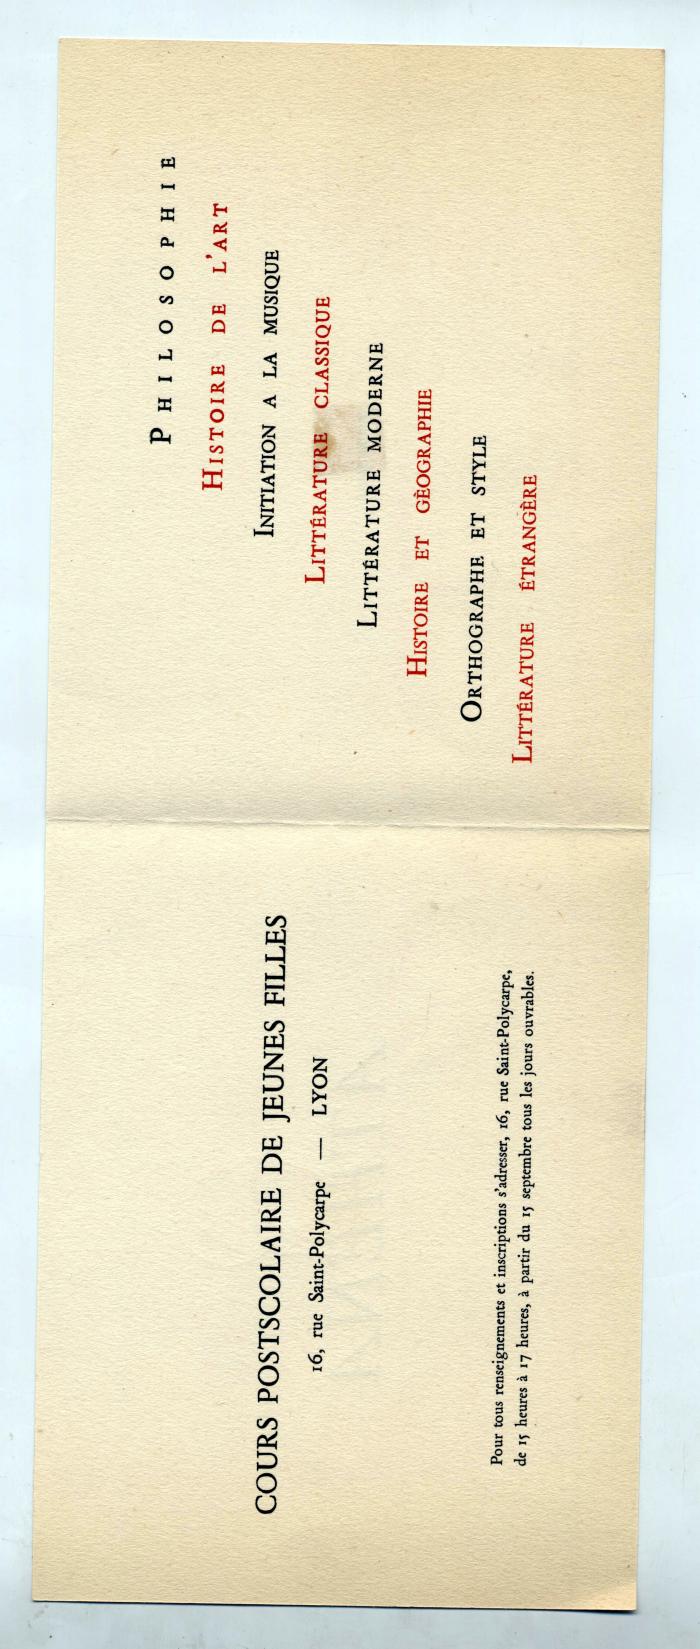 COURS POSTSCOLAIRE DE JEUNES FILLES
16, rue Saint-Polycarpe — LYON
Pour tous renseignements et inscriptions s'adresser, 16, rue Saint-Polycarpe,
de 15 heures à 17 heures, à partir du 15 septembre tous les jours ouvrables.
PHILOSOPHIE
HISTOIRE DE L'ART
INITIATION A LA MUSIQUE
LITTÉRATURE CLASSIQUE
LITTÉRATURE MODERNE
HISTOIRE ET GÈOGRAPHIE
ORTHOGRAPHE ET STYLE
LITTÉRATURE ÉTRANGÈRE